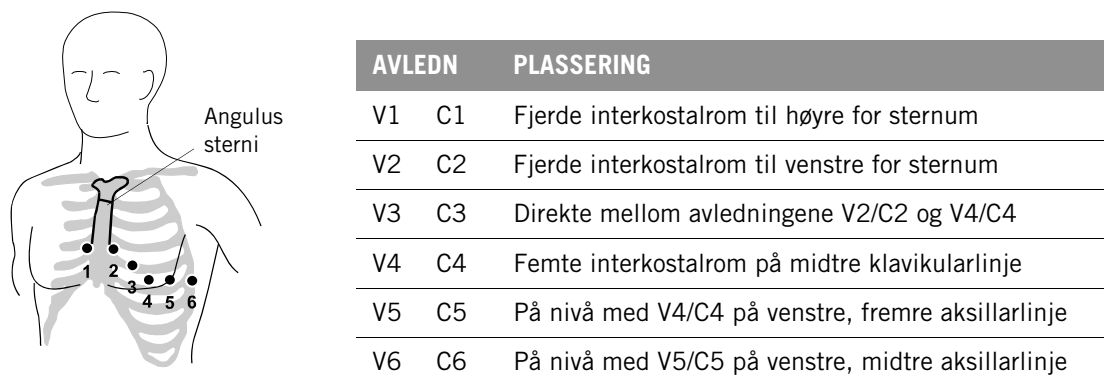 Angulus
sterni
1 2
3
4 5 6
AVLEDN PLASSERING
V1 C1 Fjerde interkostalrom til høyre for sternum
V2 C2 Fjerde interkostalrom til venstre for sternum
V3 C3 Direkte mellom avledningene V2/C2 og V4/C4
V4 C4 Femte interkostalrom på midtre klavikularlinje
V5 C5 På nivå med V4/C4 på venstre, fremre aksillarlinje
V6 C6 På nivå med V5/C5 på venstre, midtre aksillarlinje